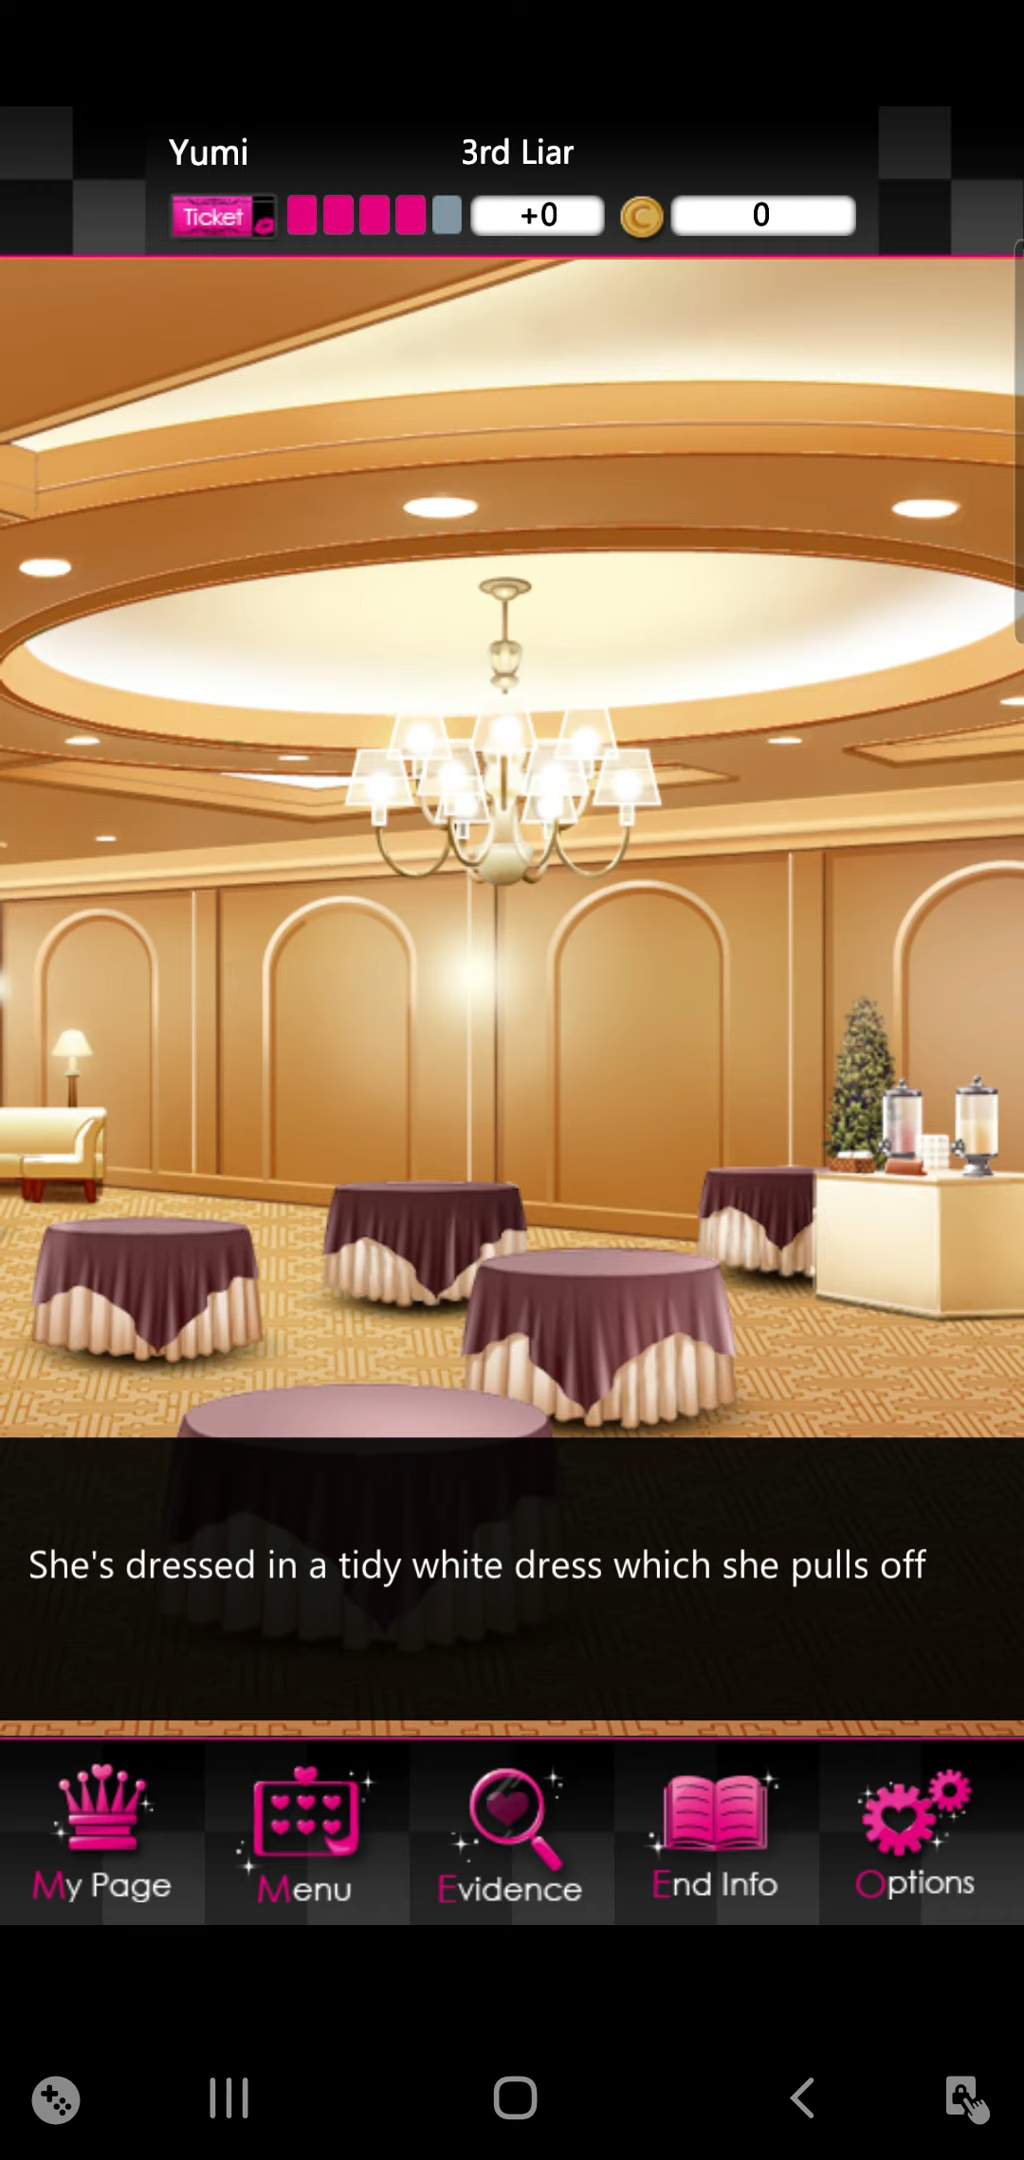 Yumi
3rd Liar
Ticket
+0
C
0
She's dressed in a tidy white dress which she pulls off
My Page
Menu
Evidence
End Info
Options